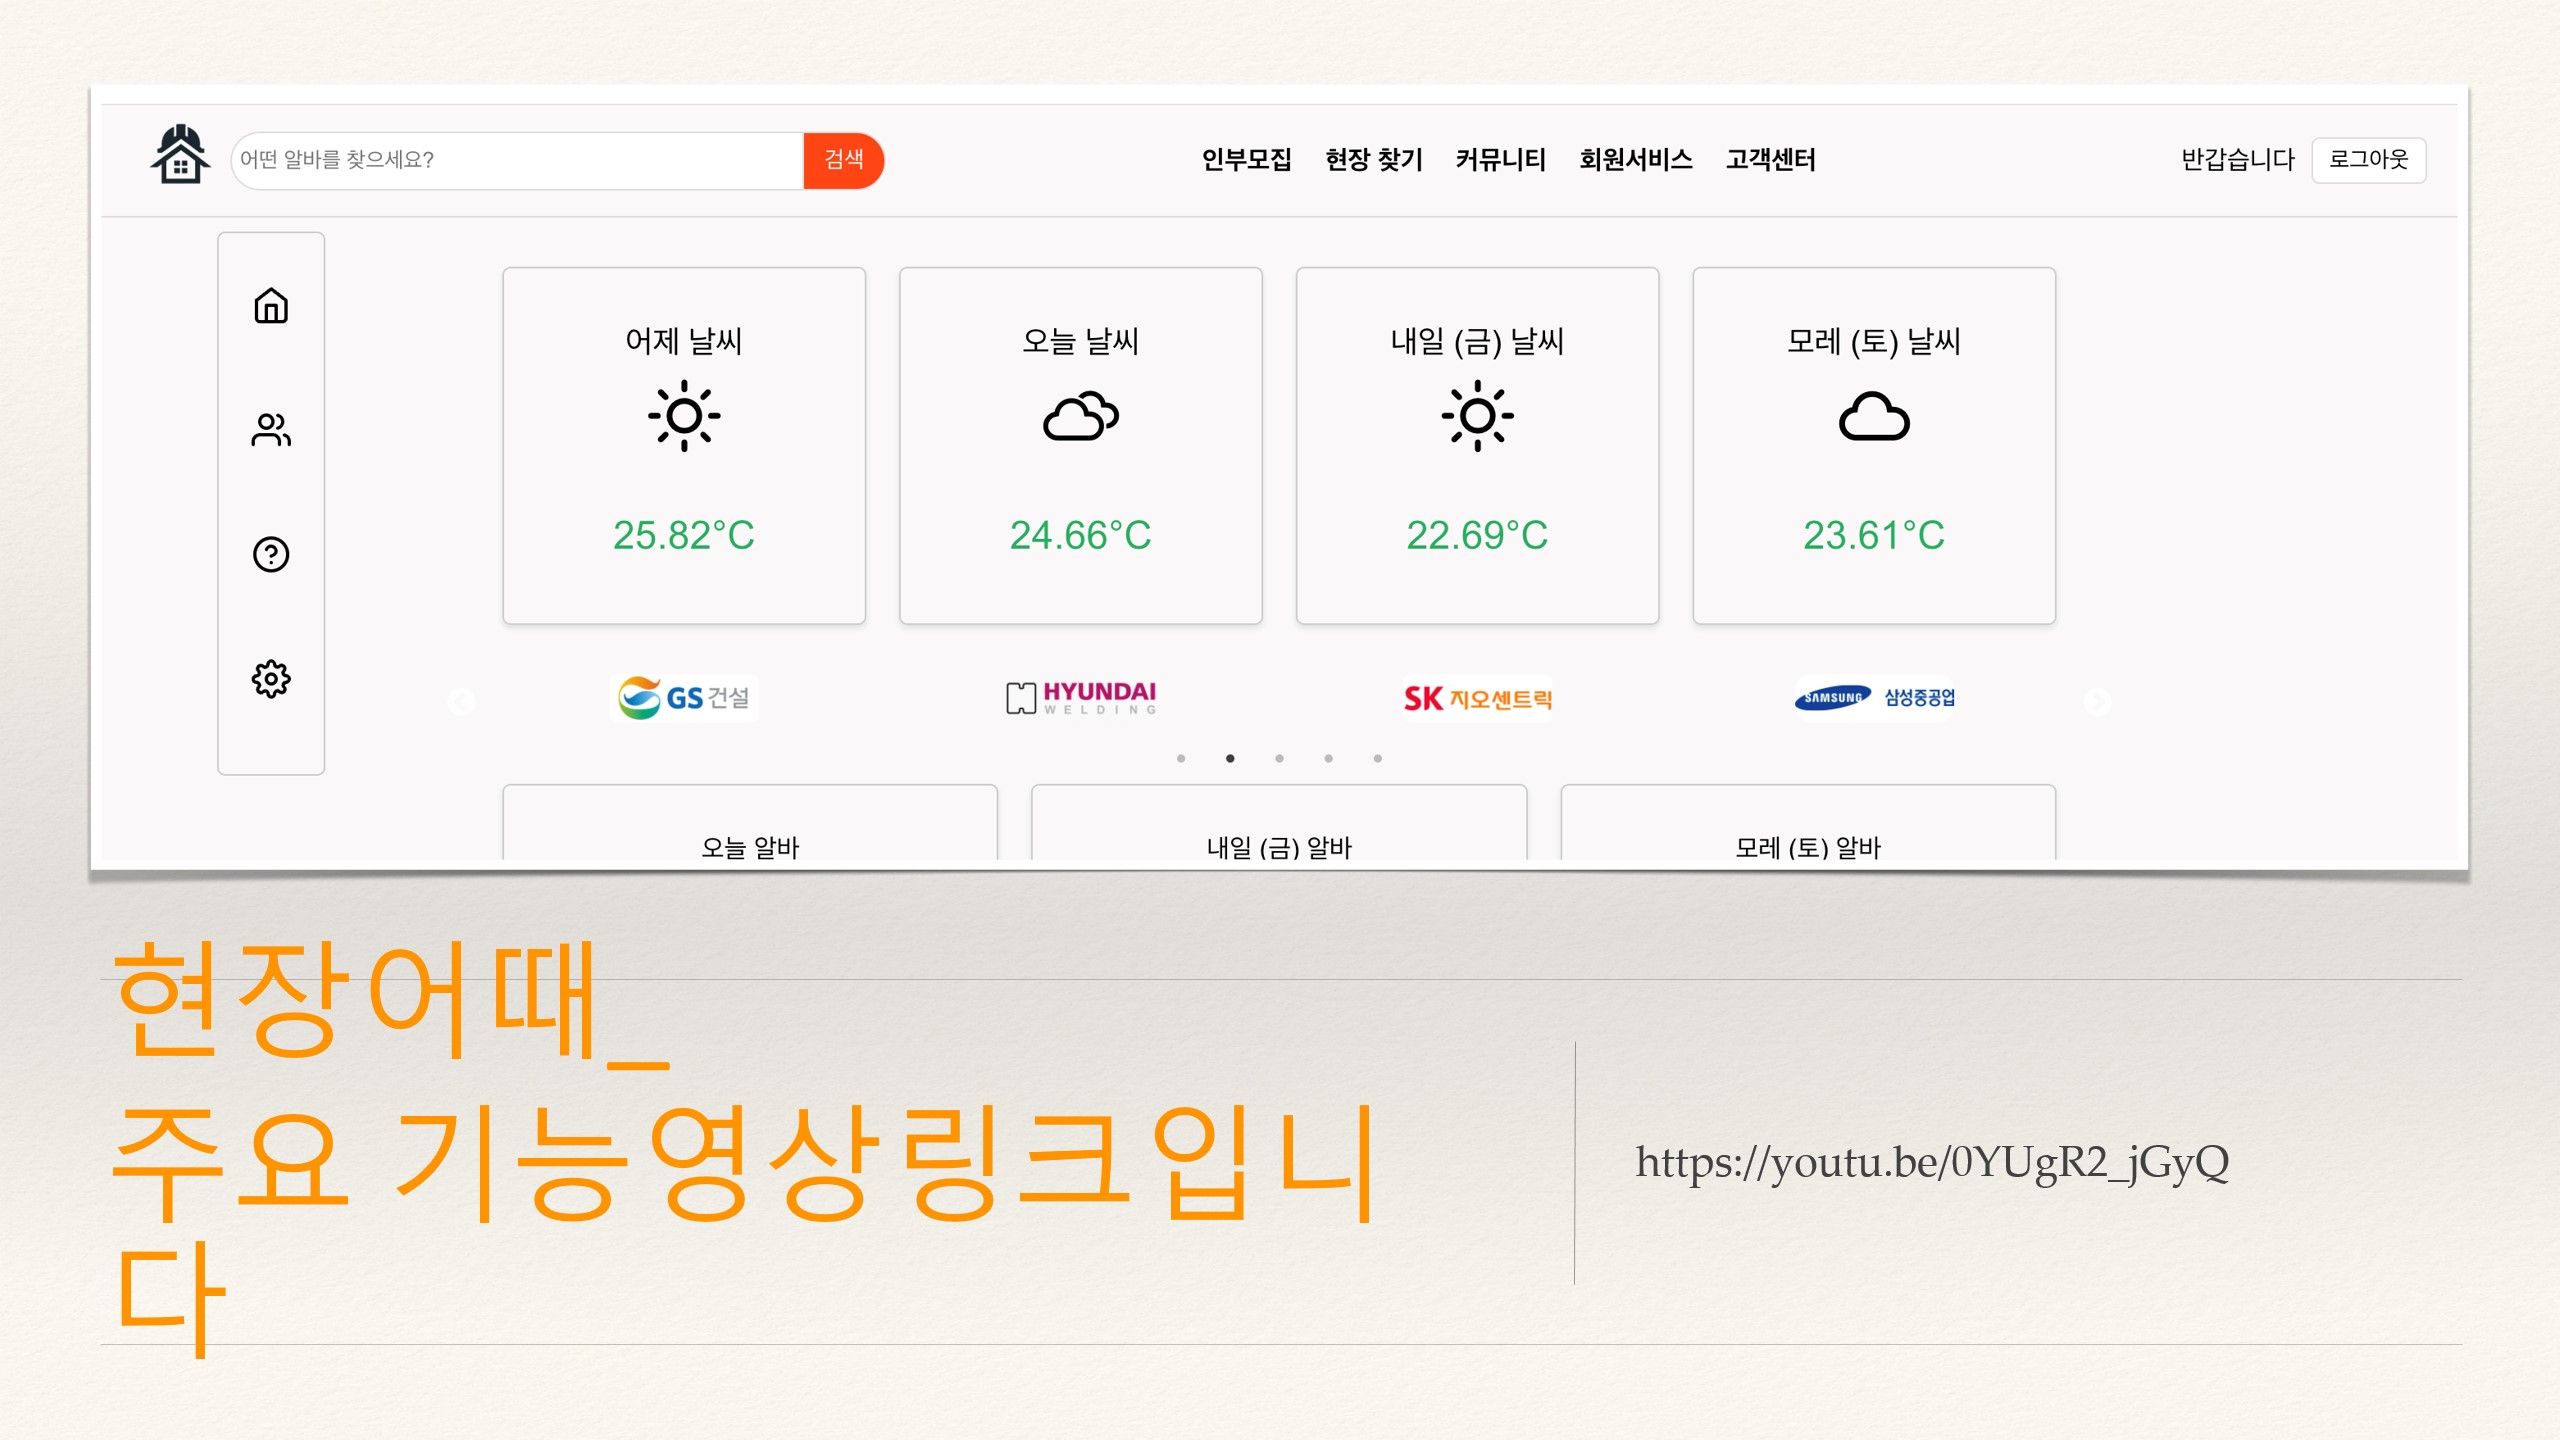 어떤 알바를 찾으세요? 검색 인부모집 현장 찾기 커뮤니티 회원서비스 고객센터 반갑습니다 로그아웃
어제 날씨 오늘 날씨 내일 (금) 날씨 모레 (토) 날씨
25.82°C 24.66°C 22.69°C 23.61°C
GS건설 HYUNDAI WELDING SK 지오센트릭 SAMSUNG 삼성중공업
오늘 알바 내일 (금) 알바 모레 (토) 알바
현장어때_
주요 기능영상링크입니
다
https://youtu.be/0YUgR2_jGyQ